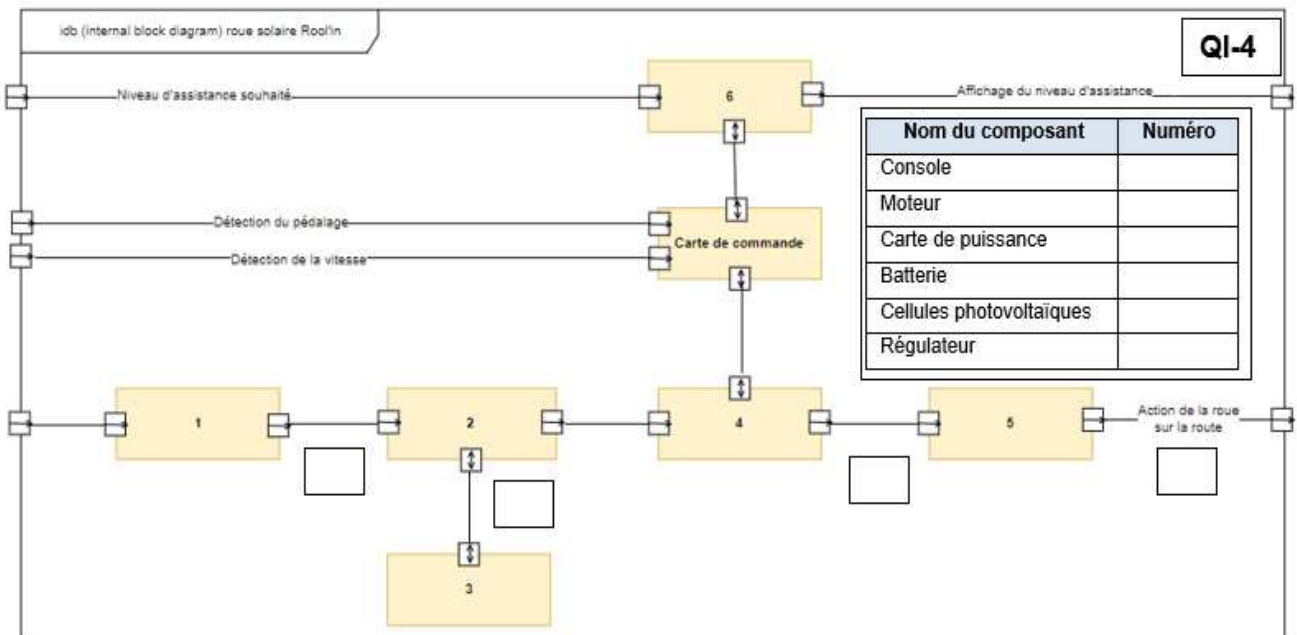 idb (internal block diagram) roue solaire Rool'in
QI-4
Niveau d'assistance souhaité
6
Affichage du niveau d'assistance
Nom du composant Numéro
Console
Moteur
Carte de puissance
Batterie
Cellules photovoltaïques
Régulateur
Détection du pédalage
Carte de commande
Détection de la vitesse
1
2
4
5
Action de la roue
sur la route
3